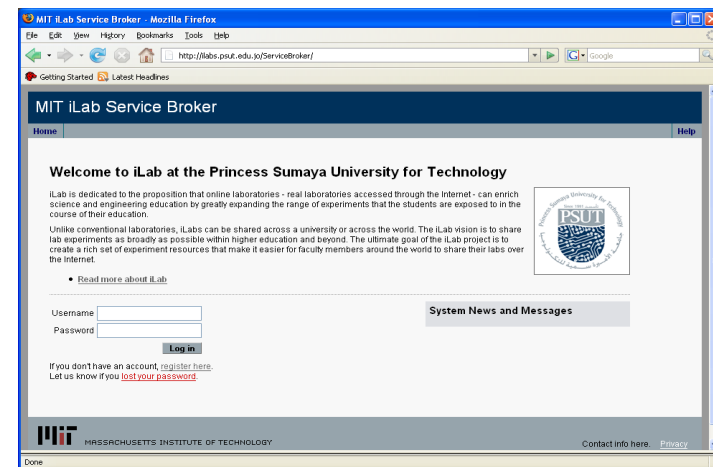 MIT iLab Service Broker - Mozilla Firefox
File Edit View History Bookmarks Tools Help
http://ilabs.psut.edu.jo/ServiceBroker/
Google
Getting Started Latest Headlines
MIT iLab Service Broker
Home Help
Welcome to iLab at the Princess Sumaya University for Technology
iLab is dedicated to the proposition that online laboratories - real laboratories accessed through the Internet - can enrich
science and engineering education by greatly expanding the range of experiments that the students are exposed to in the
course of their education.
Unlike conventional laboratories, iLabs can be shared across a university or across the world. The iLab vision is to share
lab experiments as broadly as possible within higher education and beyond. The ultimate goal of the iLab project is to
create a rich set of experiment resources that make it easier for faculty members around the world to share their labs over
the Internet.
Princess Sumaya University for Technology
Since 1991
PSUT
Read more about iLab
Username
System News and Messages
Password
Log in
If you don't have an account, register here.
Let us know if you lost your password.
MIT MASSACHUSETTS INSTITUTE OF TECHNOLOGY
Contact info here. Privacy
Done